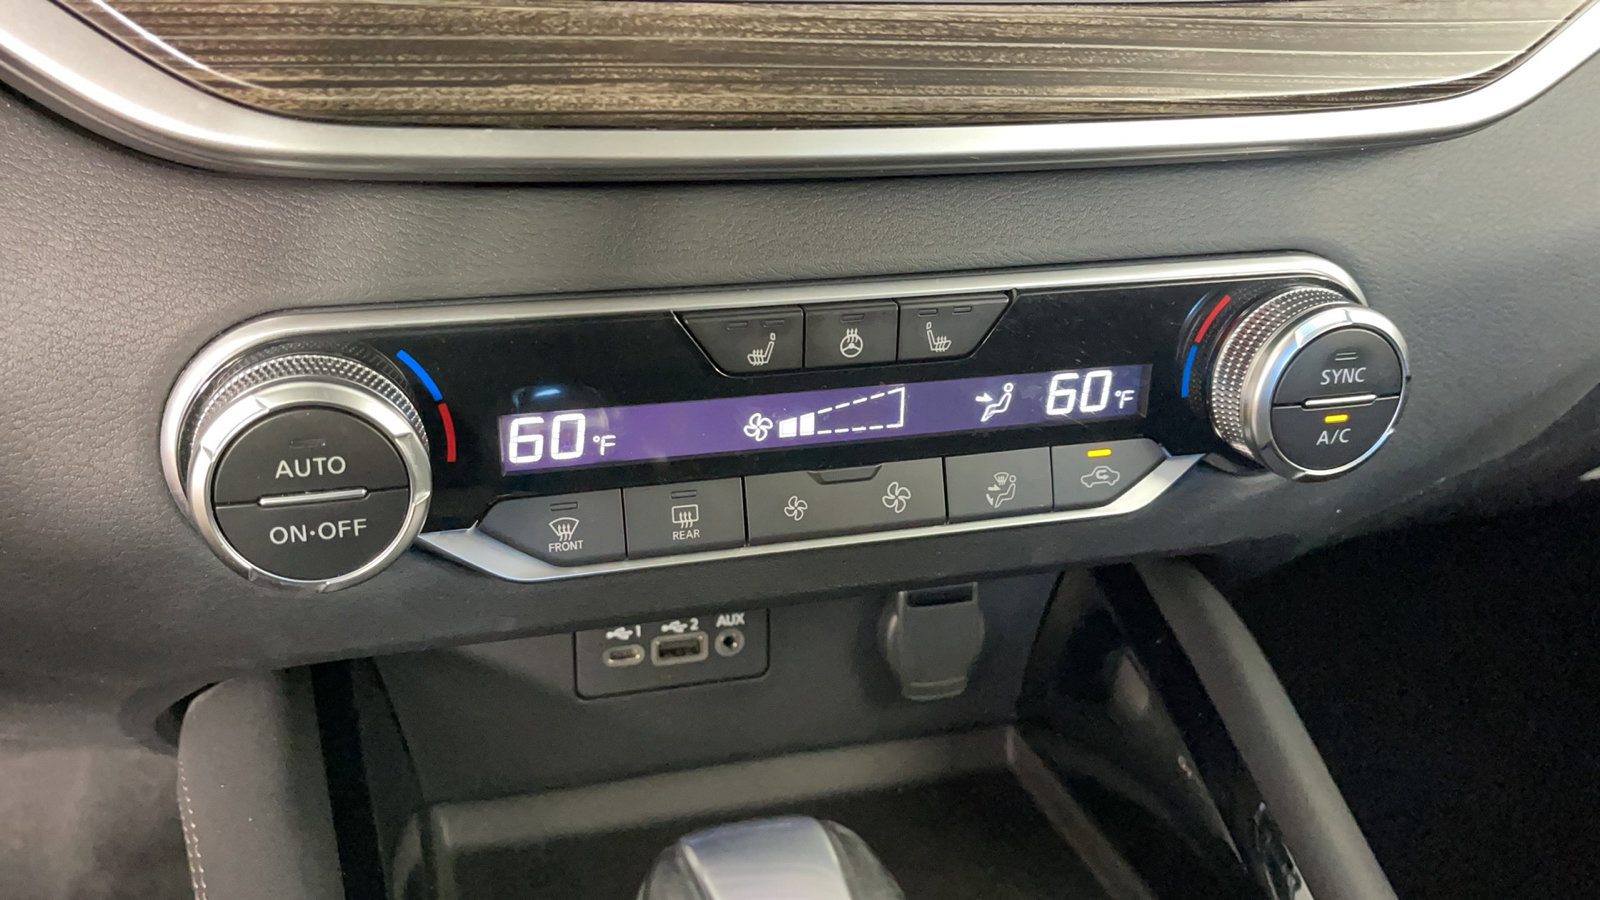 60°F
60°F
AUTO
ON•OFF
FRONT
REAR
SYNC
A/C
1
2
AUX